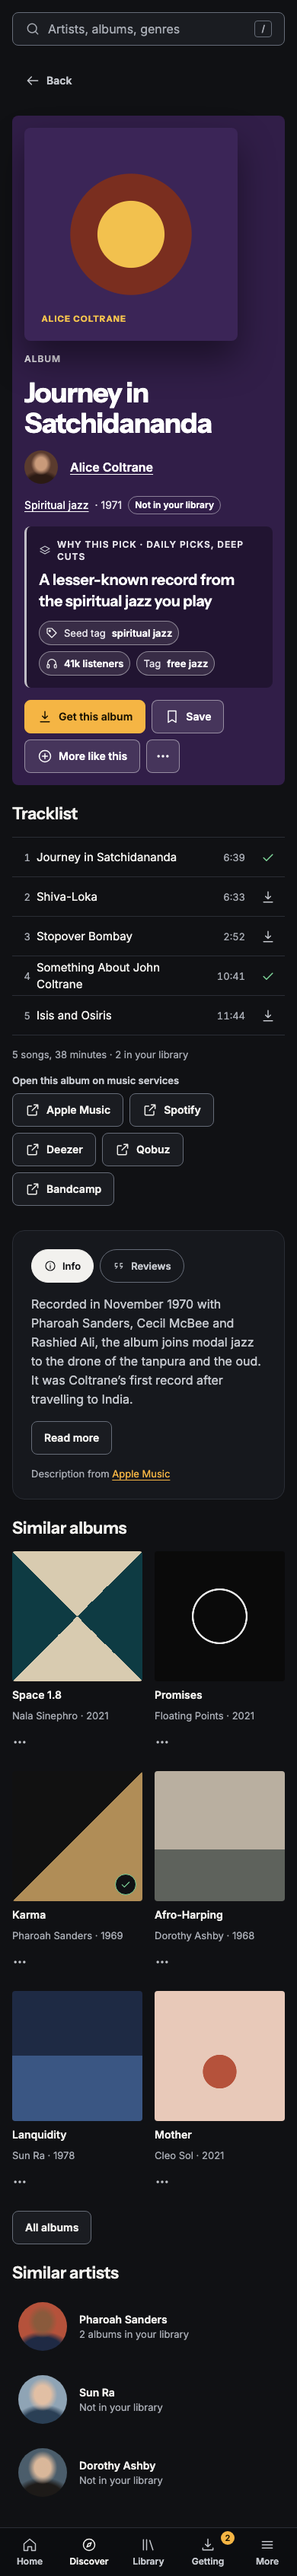 Artists, albums, genres
/
Back
ALICE COLTRANE
ALBUM
Journey in
Satchidananda
Alice Coltrane
Spiritual jazz · 1971 Not in your library
WHY THIS PICK · DAILY PICKS, DEEP
CUTS
A lesser-known record from
the spiritual jazz you play
Seed tag spiritual jazz
41k listeners Tag free jazz
Get this album Save
More like this
Tracklist
1 Journey in Satchidananda 6:39
2 Shiva-Loka 6:33
3 Stopover Bombay 2:52
4 Something About John
Coltrane 10:41
5 Isis and Osiris 11:44
5 songs, 38 minutes · 2 in your library
Open this album on music services
Apple Music Spotify
Deezer Qobuz
Bandcamp
Info Reviews
Recorded in November 1970 with
Pharoah Sanders, Cecil McBee and
Rashied Ali, the album joins modal jazz
to the drone of the tanpura and the oud.
It was Coltrane's first record after
travelling to India.
Read more
Description from Apple Music
Similar albums
Space 1.8
Nala Sinephro · 2021
Promises
Floating Points · 2021
Karma
Pharoah Sanders · 1969
Afro-Harping
Dorothy Ashby · 1968
Lanquidity
Sun Ra · 1978
Mother
Cleo Sol · 2021
All albums
Similar artists
Pharoah Sanders
2 albums in your library
Sun Ra
Not in your library
Dorothy Ashby
Not in your library
2
Home Discover Library Getting More